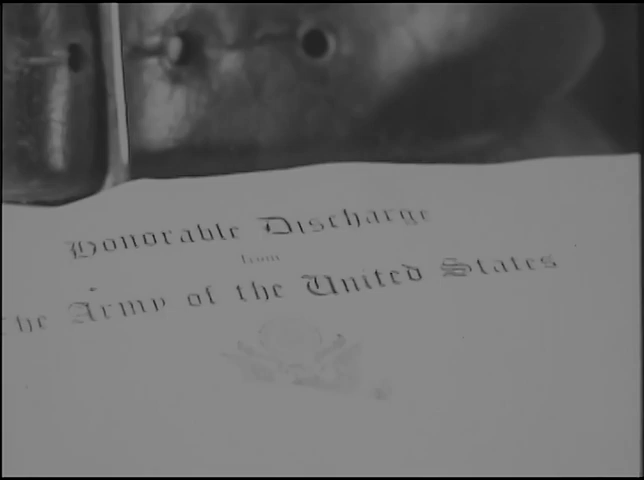 Honorable Discharge
from
the Army of the United States